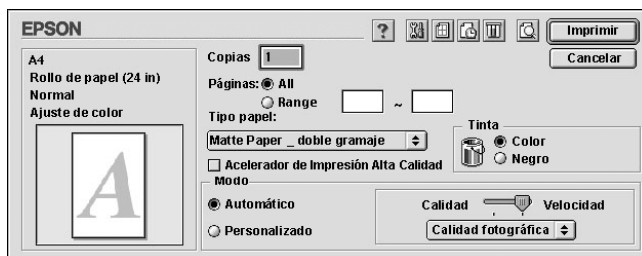 EPSON
? Imprimir
Cancelar
A4
Rollo de papel (24 in)
Normal
Ajuste de color
A
Copias 1
Páginas: All
Range ~
Tipo papel:
Matte Paper _ doble gramaje
Acelerador de Impresión Alta Calidad
Tinta
Color
Negro
Modo
Automático
Personalizado
Calidad Velocidad
Calidad fotográfica